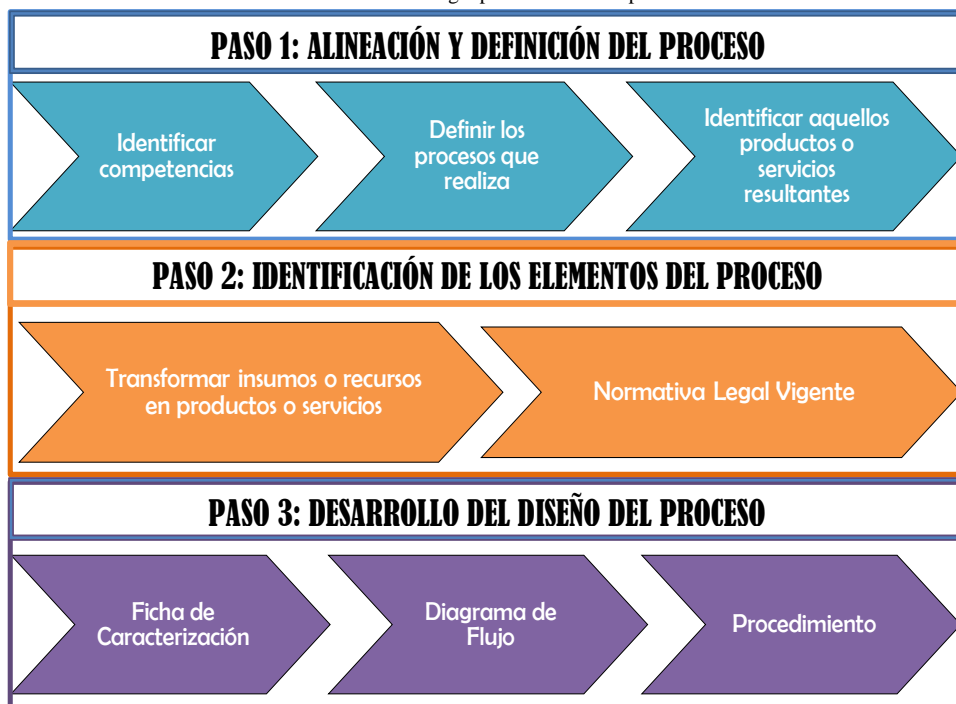 PASO 1: ALINEACIÓN Y DEFINICIÓN DEL PROCESO
Identificar
competencias
Definir los
procesos que
realiza
Identificar aquellos
productos o
servicios
resultantes
PASO 2: IDENTIFICACIÓN DE LOS ELEMENTOS DEL PROCESO
Transformar insumos o recursos
en productos o servicios
Normativa Legal Vigente
PASO 3: DESARROLLO DEL DISEÑO DEL PROCESO
Ficha de
Caracterización
Diagrama de
Flujo
Procedimiento